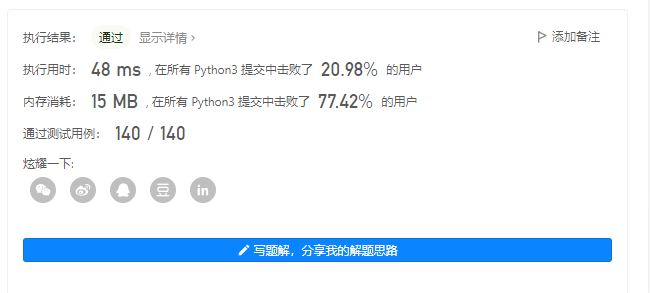 执行结果： 通过 显示详情 › 添加备注
执行用时： 48 ms , 在所有 Python3 提交中击败了 20.98% 的用户
内存消耗： 15 MB , 在所有 Python3 提交中击败了 77.42% 的用户
通过测试用例： 140 / 140
炫耀一下:
豆 in
写题解，分享我的解题思路